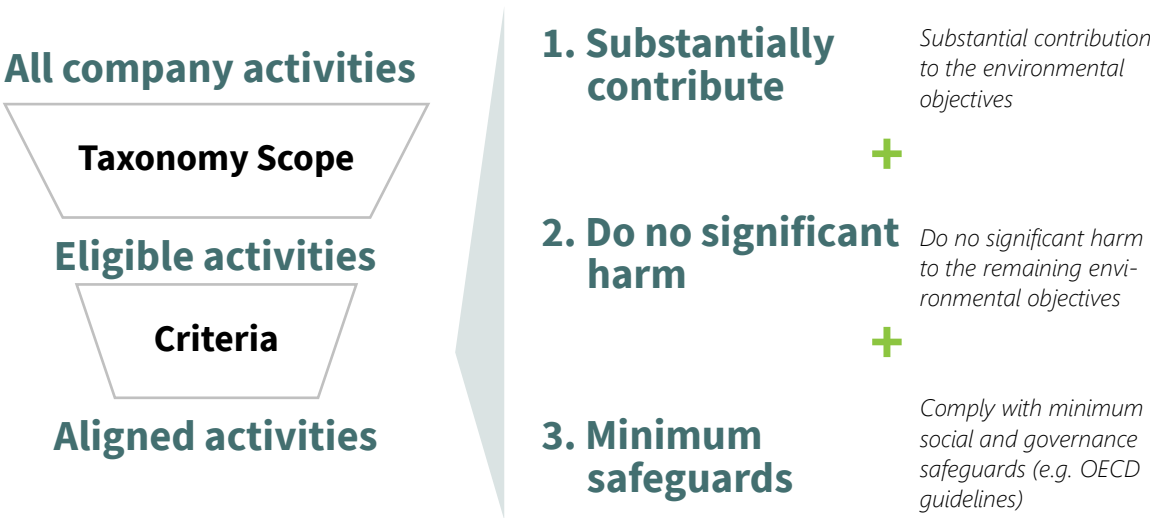 All company activities
Taxonomy Scope
Eligible activities
Criteria
Aligned activities
1. Substantially
contribute
Substantial contribution
to the environmental
objectives
+
2. Do no significant
harm
Do no significant harm
to the remaining envi-
ronmental objectives
+
3. Minimum
safeguards
Comply with minimum
social and governance
safeguards (e.g. OECD
guidelines)